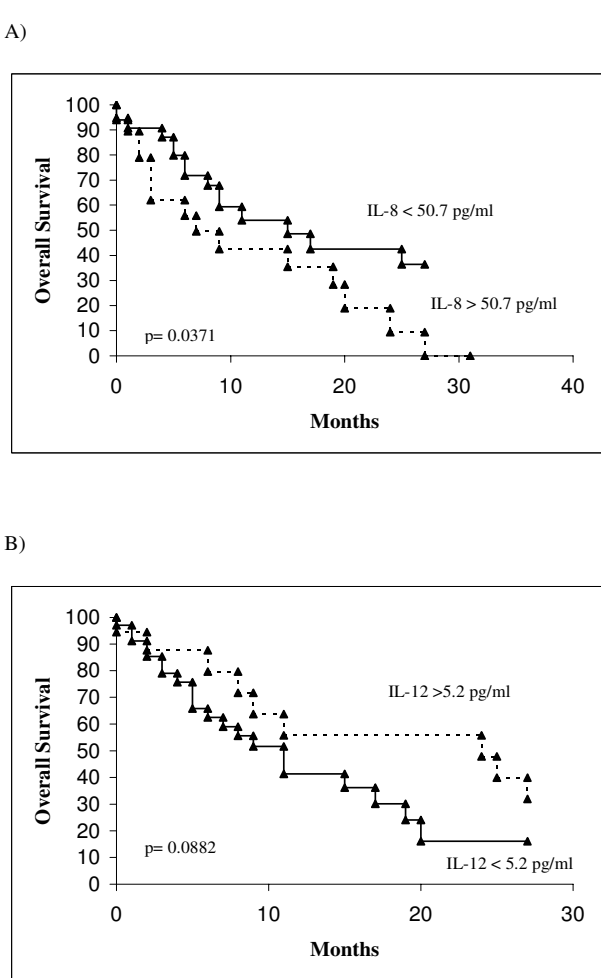 A)
100
90
80
70
60
50
40
30
20
10
0
Overall Survival
IL-8 < 50.7 pg/ml
IL-8 > 50.7 pg/ml
p= 0.0371
0 10 20 30 40
Months
B)
100
90
80
70
60
50
40
30
20
10
0
Overall Survival
IL-12 >5.2 pg/ml
p= 0.0882
IL-12 < 5.2 pg/ml
0 10 20 30
Months